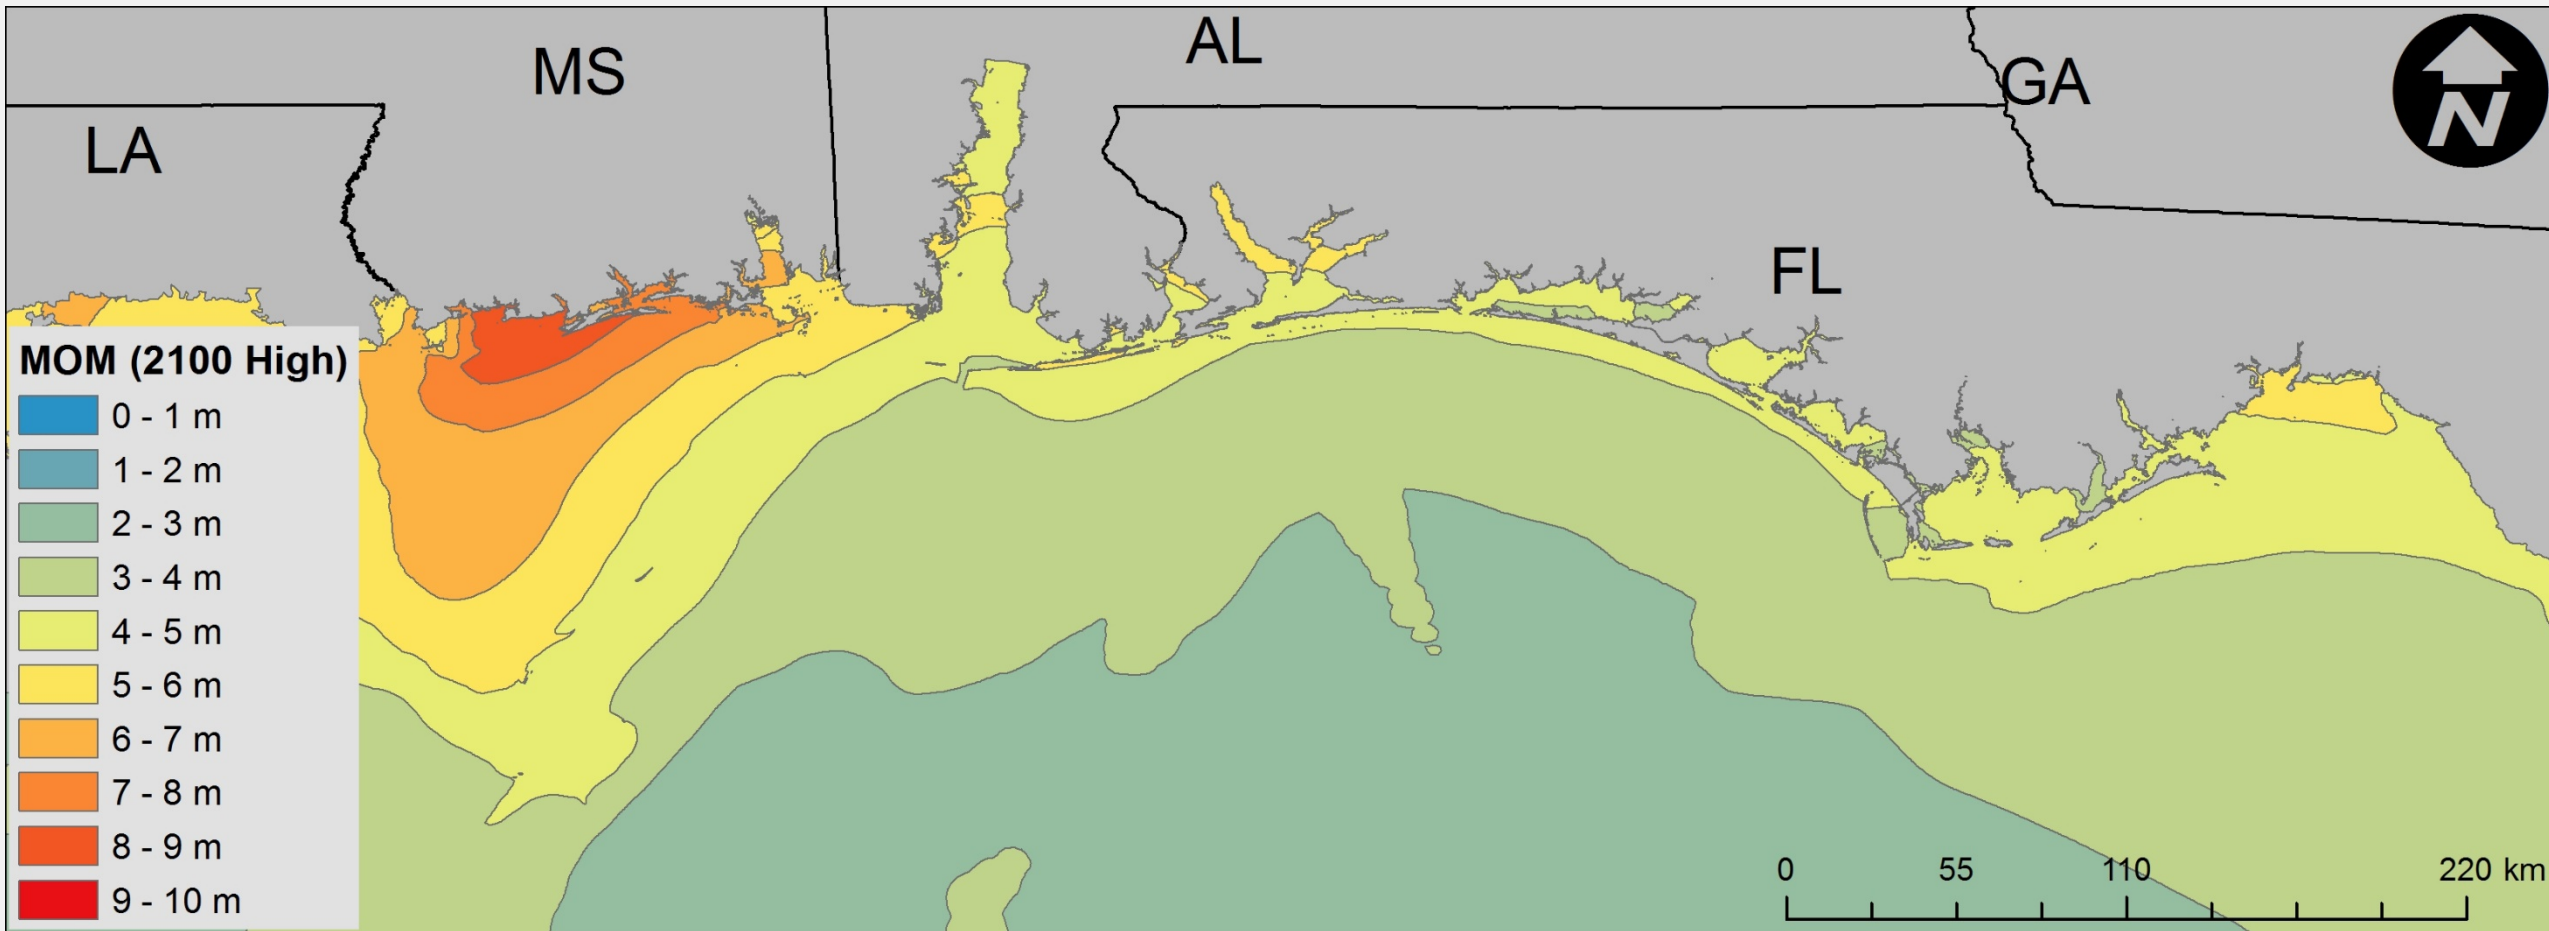 AL
MS
GA
N
LA
FL
MOM (2100 High)
0 - 1 m
1 - 2 m
2 - 3 m
3 - 4 m
4 - 5 m
5 - 6 m
6 - 7 m
7 - 8 m
8 - 9 m
9 - 10 m
0 55 110 220 km